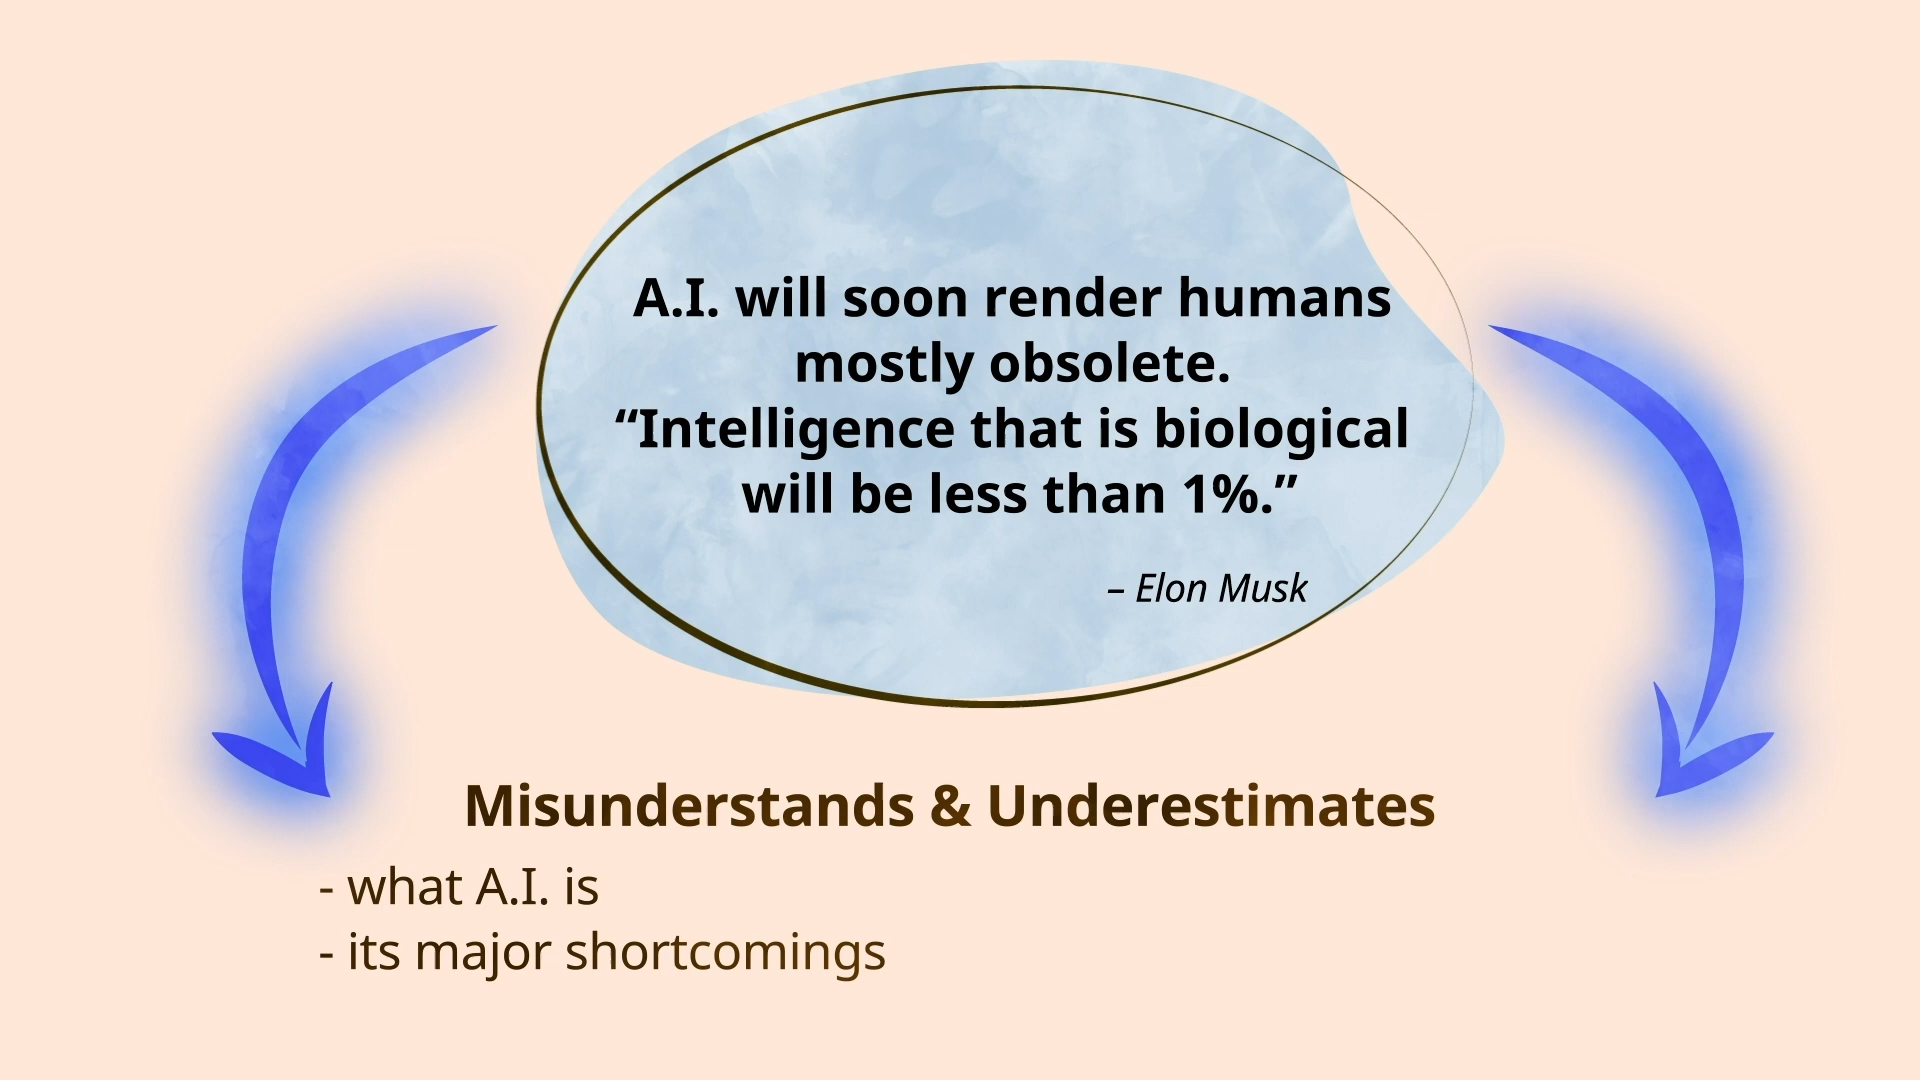 A.I. will soon render humans
mostly obsolete.
“Intelligence that is biological
will be less than 1%.”
– Elon Musk
Misunderstands & Underestimates
- what A.I. is
- its major shortcomings